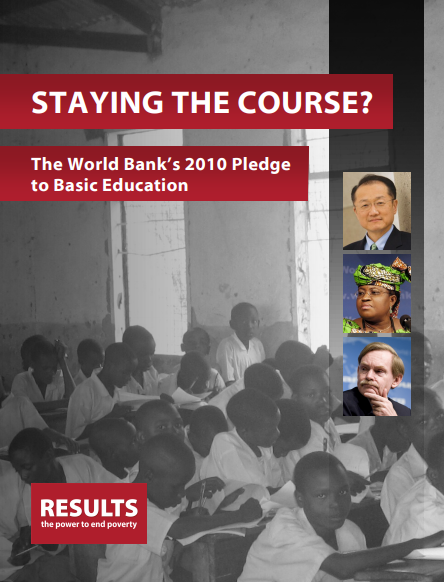 STAYING THE COURSE?
The World Bank's 2010 Pledge
to Basic Education
RESULTS
the power to end poverty